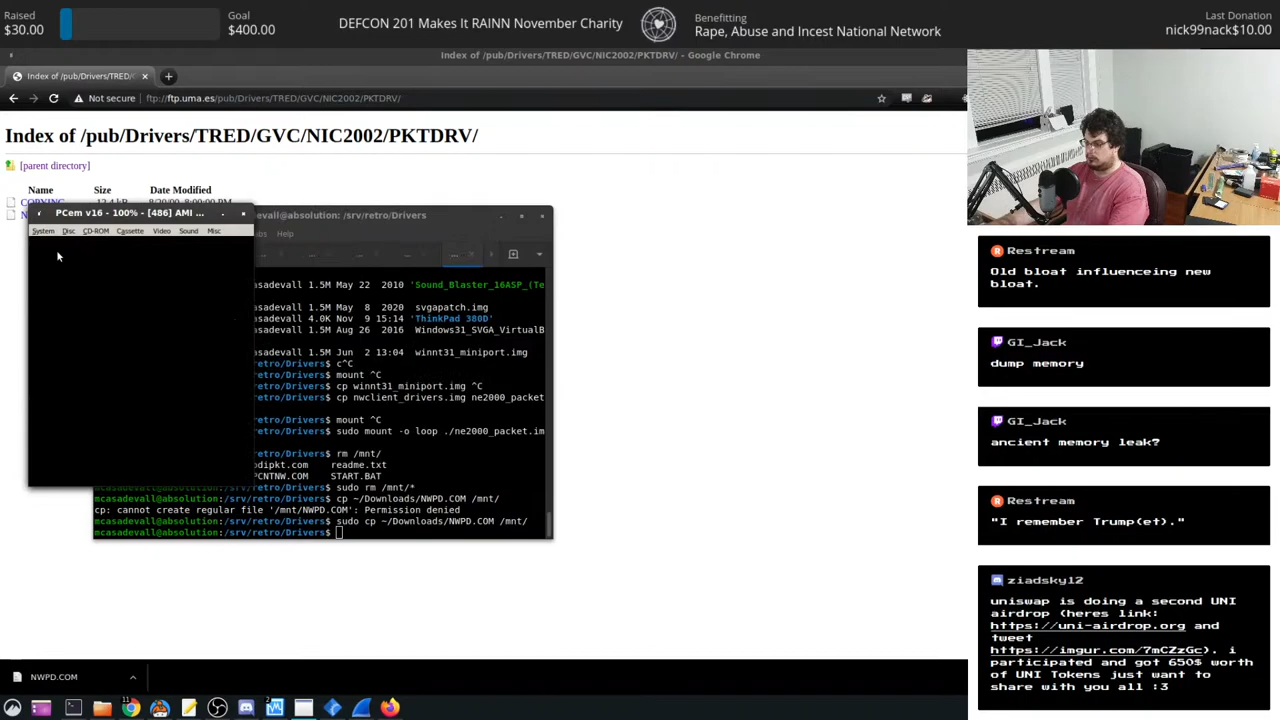 Raised
$30.00
Goal
$400.00
DEFCON 201 Makes It RAINN November Charity
Benefitting
Rape, Abuse and Incest National Network
Last Donation
nick99nack$10.00
Index of /pub/Drivers/TRED/GVC/NIC2002/PKTDRV/ - Google Chrome
Index of /pub/Drivers/TRED/G
Not secure
ftp://ftp.uma.es/pub/Drivers/TRED/GVC/NIC2002/PKTDRV/
Index of /pub/Drivers/TRED/GVC/NIC2002/PKTDRV/
[parent directory]
Name Size Date Modified
PCem v16 - 100% - [486] AMI ...
System Disc CD-ROM Cassette Video Sound Misc
devall@absolution: /srv/retro/Drivers
Help
asadevall 1.5M May 22 2010 'Sound_Blaster_16ASP_(Te
asadevall 1.5M May 8 2020 svgapatch.img
asadevall 4.0K Nov 9 15:14 'ThinkPad 380D'
asadevall 1.5M Aug 26 2016 Windows31_SVGA_VirtualB
asadevall 1.5M Jun 2 13:04 winnt31_miniport.img
retro/Drivers$ c^C
retro/Drivers$ mount ^C
retro/Drivers$ cp winnt31_miniport.img ^C
retro/Drivers$ cp nwclient_drivers.img ne2000_packet
retro/Drivers$ mount ^C
retro/Drivers$ sudo mount -o loop ./ne2000_packet.im
retro/Drivers$ rm /mnt/
odipkt.com readme.txt
PCNTNW.COM START.BAT
retro/Drivers$ sudo rm /mnt/*
mcasadevall@absolution:/srv/retro/Drivers$ cp ~/Downloads/NWPD.COM /mnt/
cp: cannot create regular file '/mnt/NWPD.COM': Permission denied
mcasadevall@absolution:/srv/retro/Drivers$ sudo cp ~/Downloads/NWPD.COM /mnt/
mcasadevall@absolution:/srv/retro/Drivers$
NWPD.COM
11
2
Restream
Old bloat influenceing new
bloat.
GI_Jack
dump memory
GI_Jack
ancient memory leak?
Restream
"I remember Trump(et)."
ziadsky12
uniswap is doing a second UNI
airdrop (heres link:
https://uni-airdrop.org and
tweet
https://imgur.com/7mCZzGc). i
participated and got 650$ worth
of UNI Tokens just want to
share with you all :3